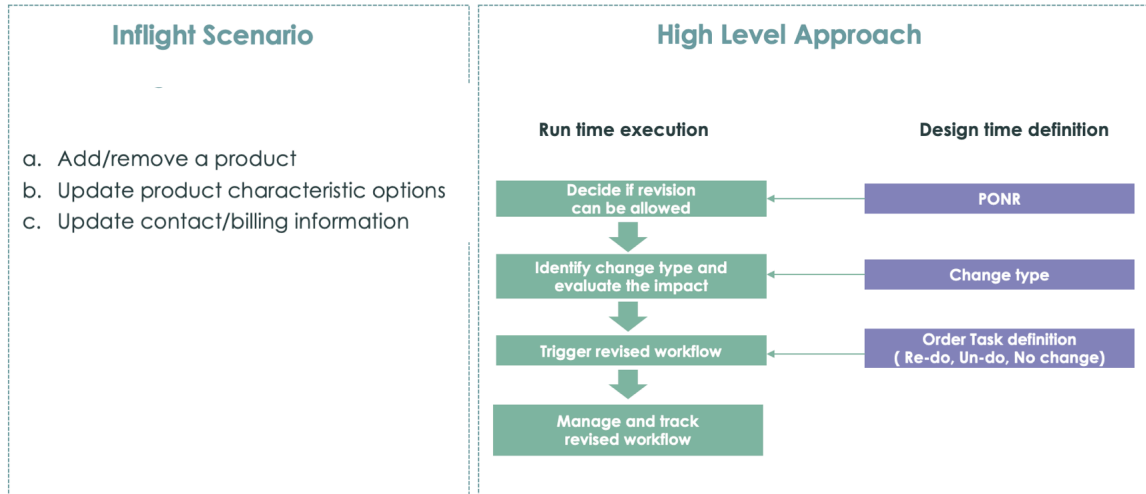 Inflight Scenario
a. Add/remove a product
b. Update product characteristic options
c. Update contact/billing information
High Level Approach
Run time execution
Design time definition
Decide if revision
can be allowed
PONR
Identify change type and
evaluate the impact
Change type
Trigger revised workflow
Order Task definition
( Re-do, Un-do, No change)
Manage and track
revised workflow